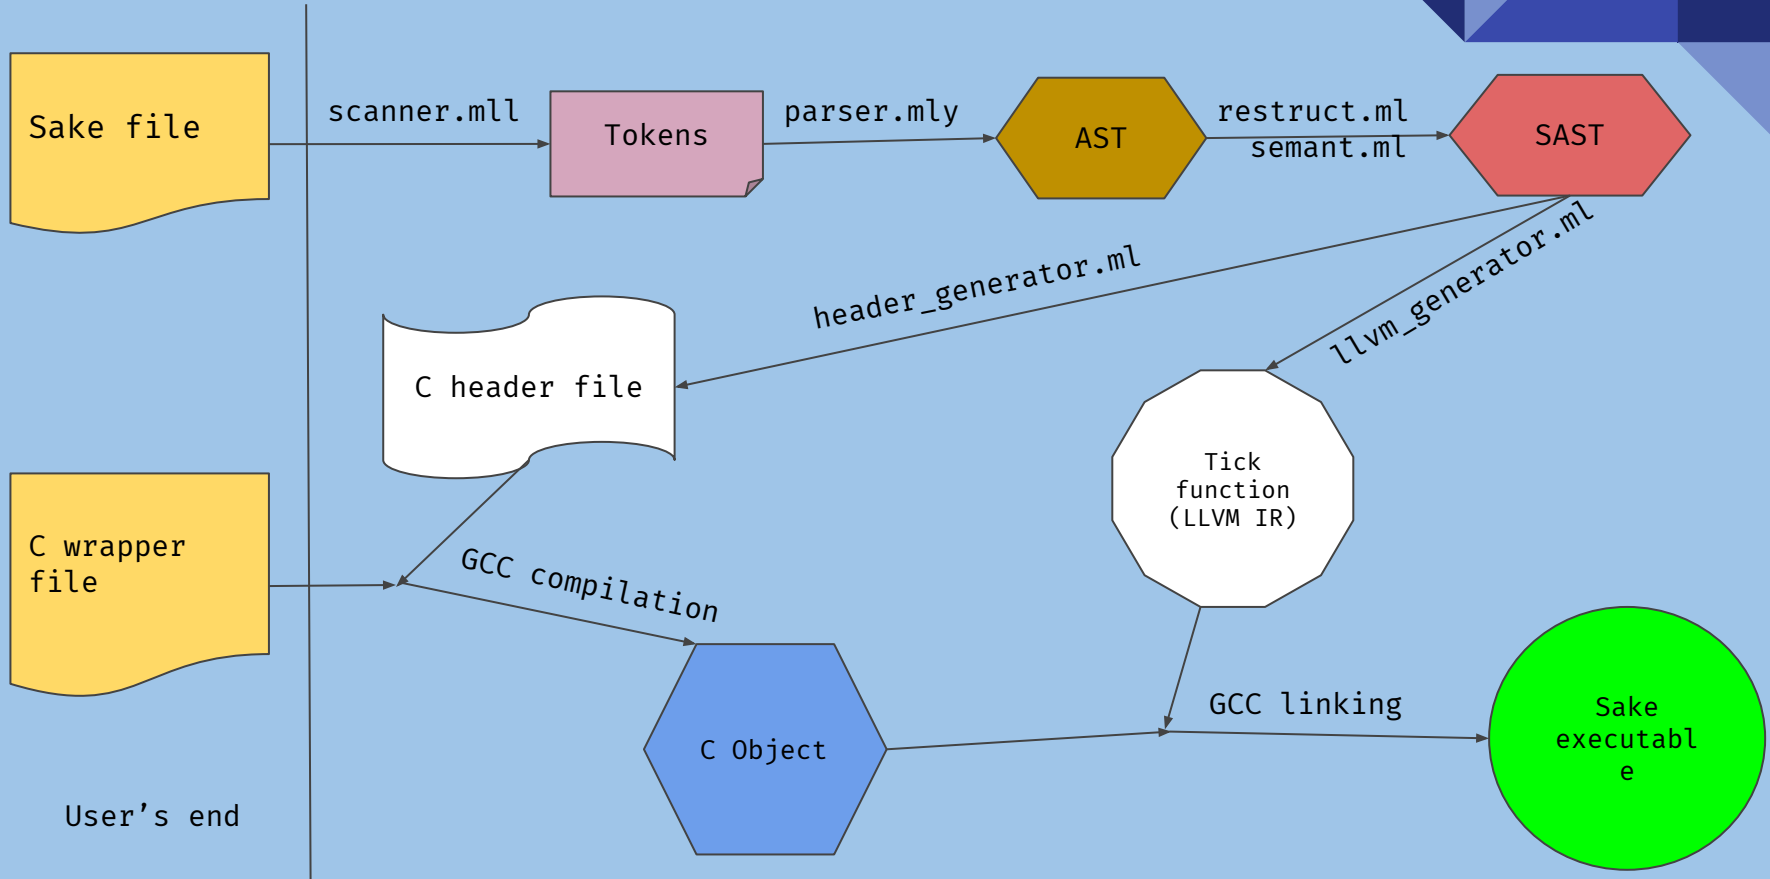 Sake file
scanner.mll
Tokens
parser.mly
AST
restruct.ml
semant.ml
SAST
header_generator.ml
llvm_generator.ml
C header file
Tick
function
(LLVM IR)
C wrapper
file
GCC compilation
C Object
GCC linking
Sake
executabl
e
User’s end